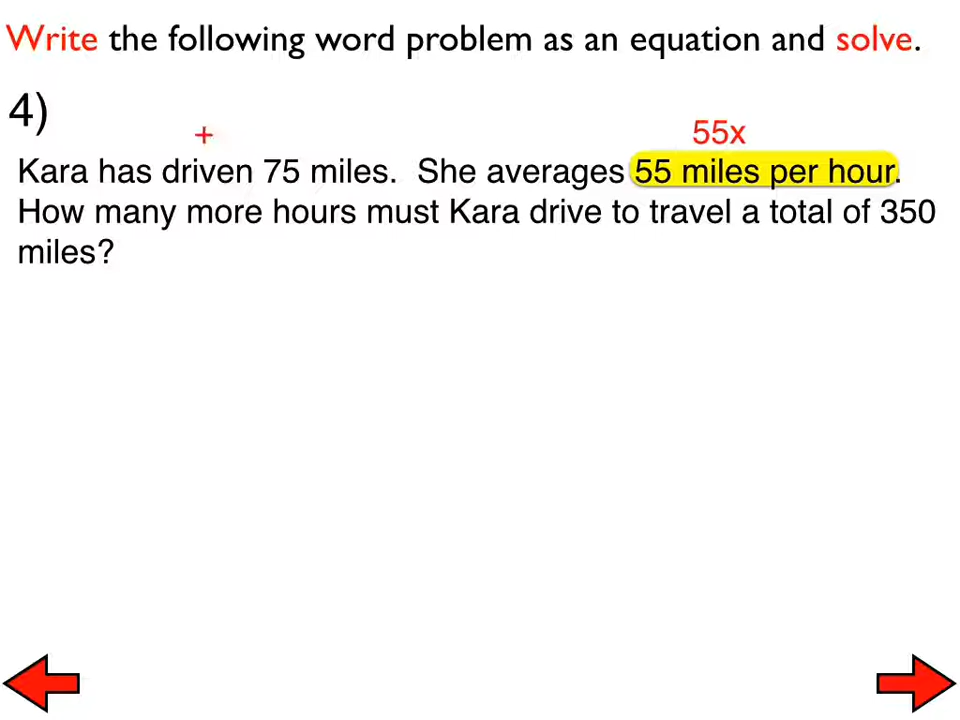 Write the following word problem as an equation and solve.
4)
+ 55x
Kara has driven 75 miles.  She averages 55 miles per hour.
How many more hours must Kara drive to travel a total of 350
miles?